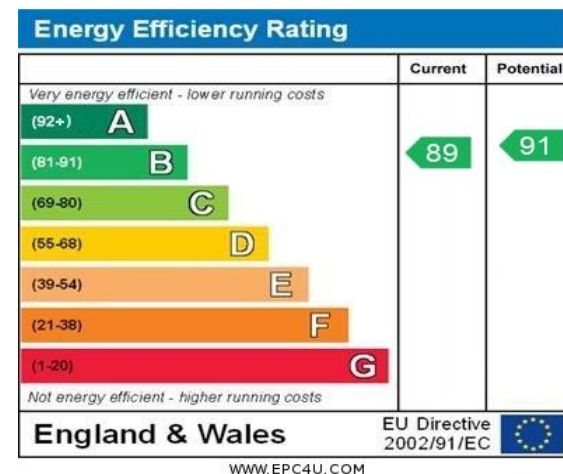 Energy Efficiency Rating
Current Potential
Very energy efficient - lower running costs
(92+) A
(81-91) B
89 91
(69-80) C
(55-68) D
(39-54) E
(21-38) F
(1-20) G
Not energy efficient - higher running costs
England & Wales
EU Directive
2002/91/EC
WWW.EPC4U.COM